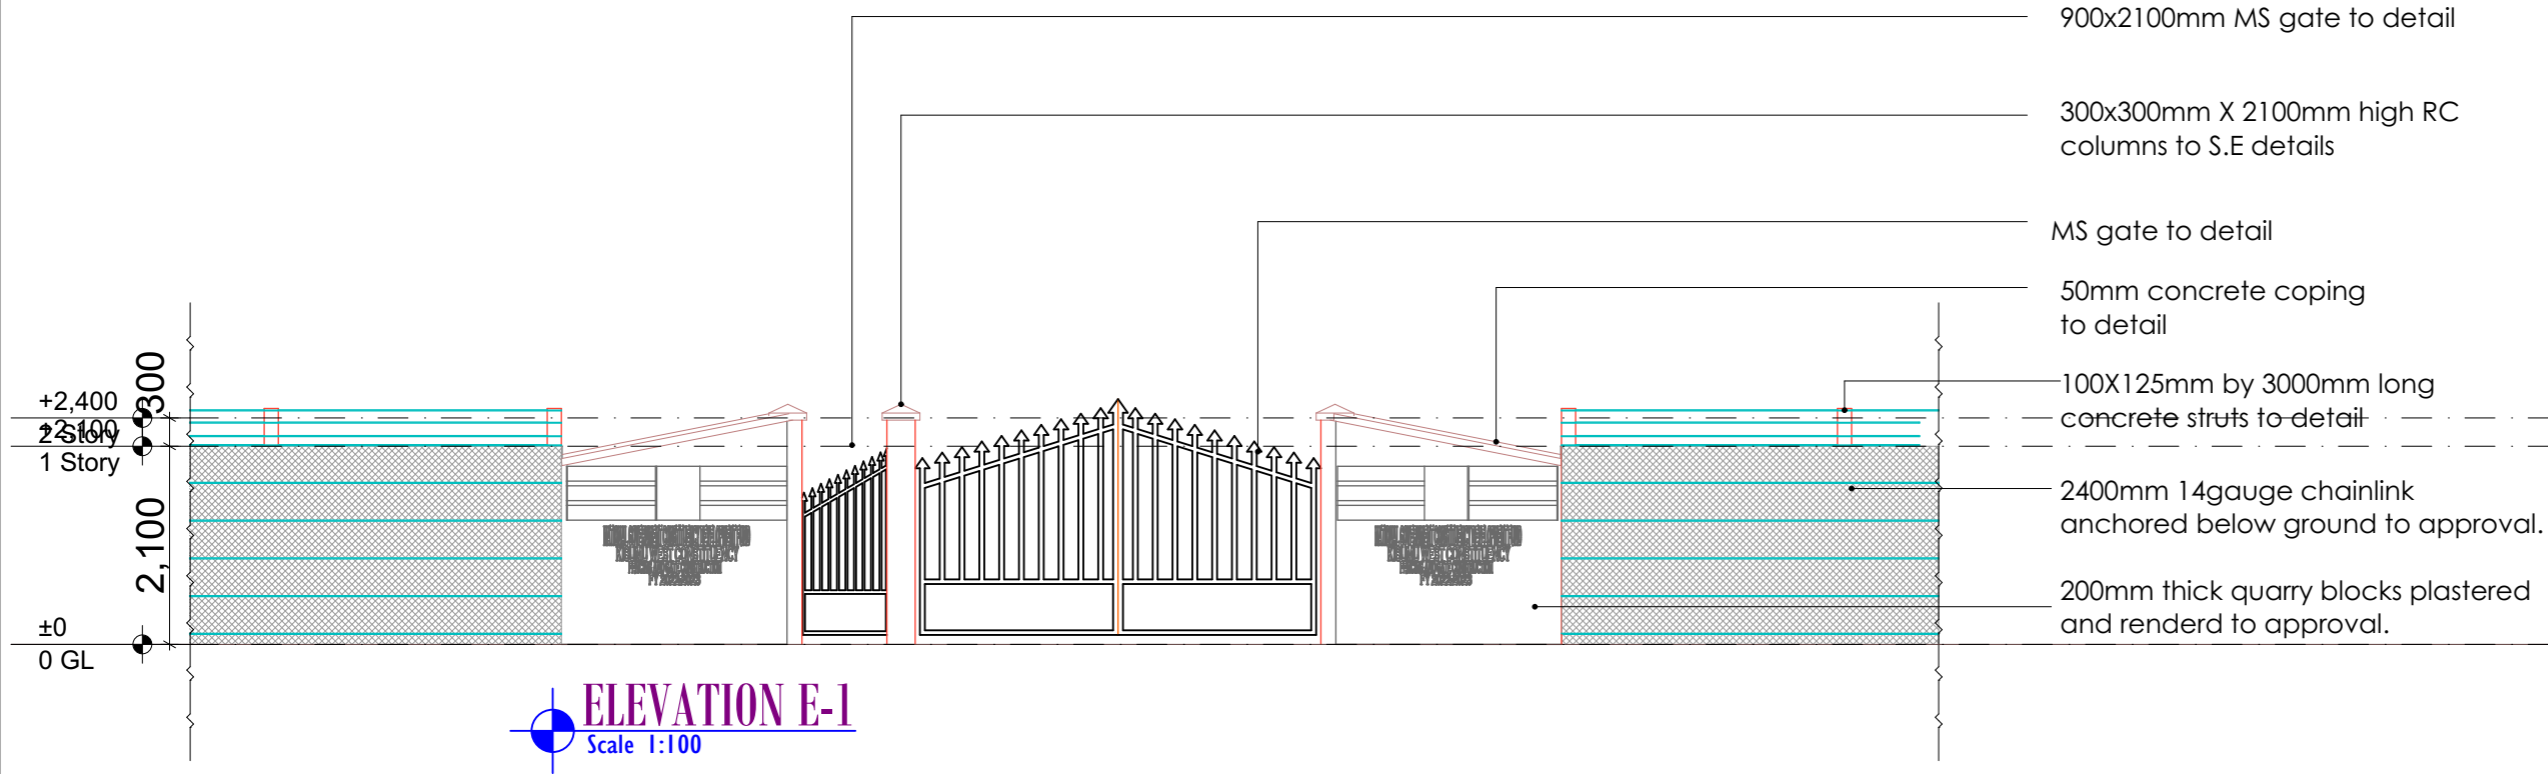 900x2100mm MS gate to detail
300x300mm X 2100mm high RC
columns to S.E details
MS gate to detail
50mm concrete coping
to detail
100X125mm by 3000mm long
concrete struts to detail
2400mm 14gauge chainlink
anchored below ground to approval.
200mm thick quarry blocks plastered
and renderd to approval.
+2,400
2 Story
+2,100
1 Story
±0
0 GL
300
2,100
ELEVATION E-1
Scale 1:100